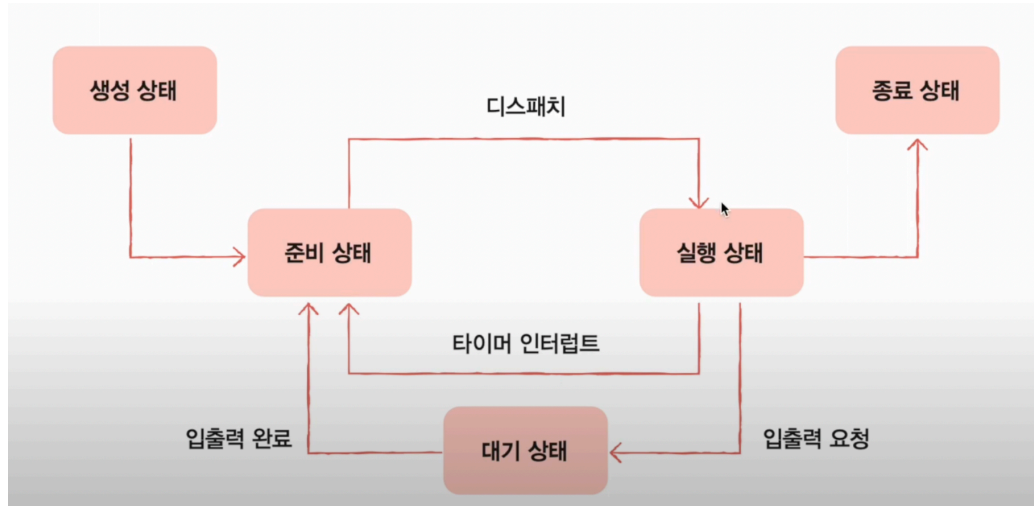 생성 상태
종료 상태
디스패치
준비 상태
실행 상태
타이머 인터럽트
입출력 완료
대기 상태
입출력 요청